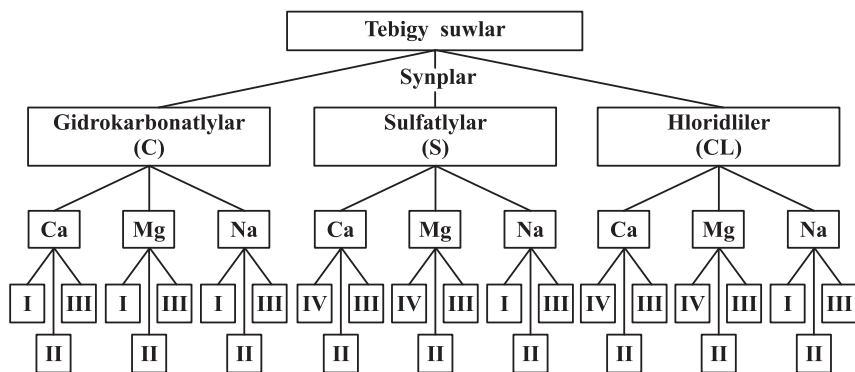 Tebigy suwlar
Synplar
Gidrokarbonatlylar
(C)
Sulfatlylar
(S)
Hloridliler
(CL)
Ca Mg Na Ca Mg Na Ca Mg Na
I III I III I III IV III IV III I III IV III IV III I III
II II II II II II II II II